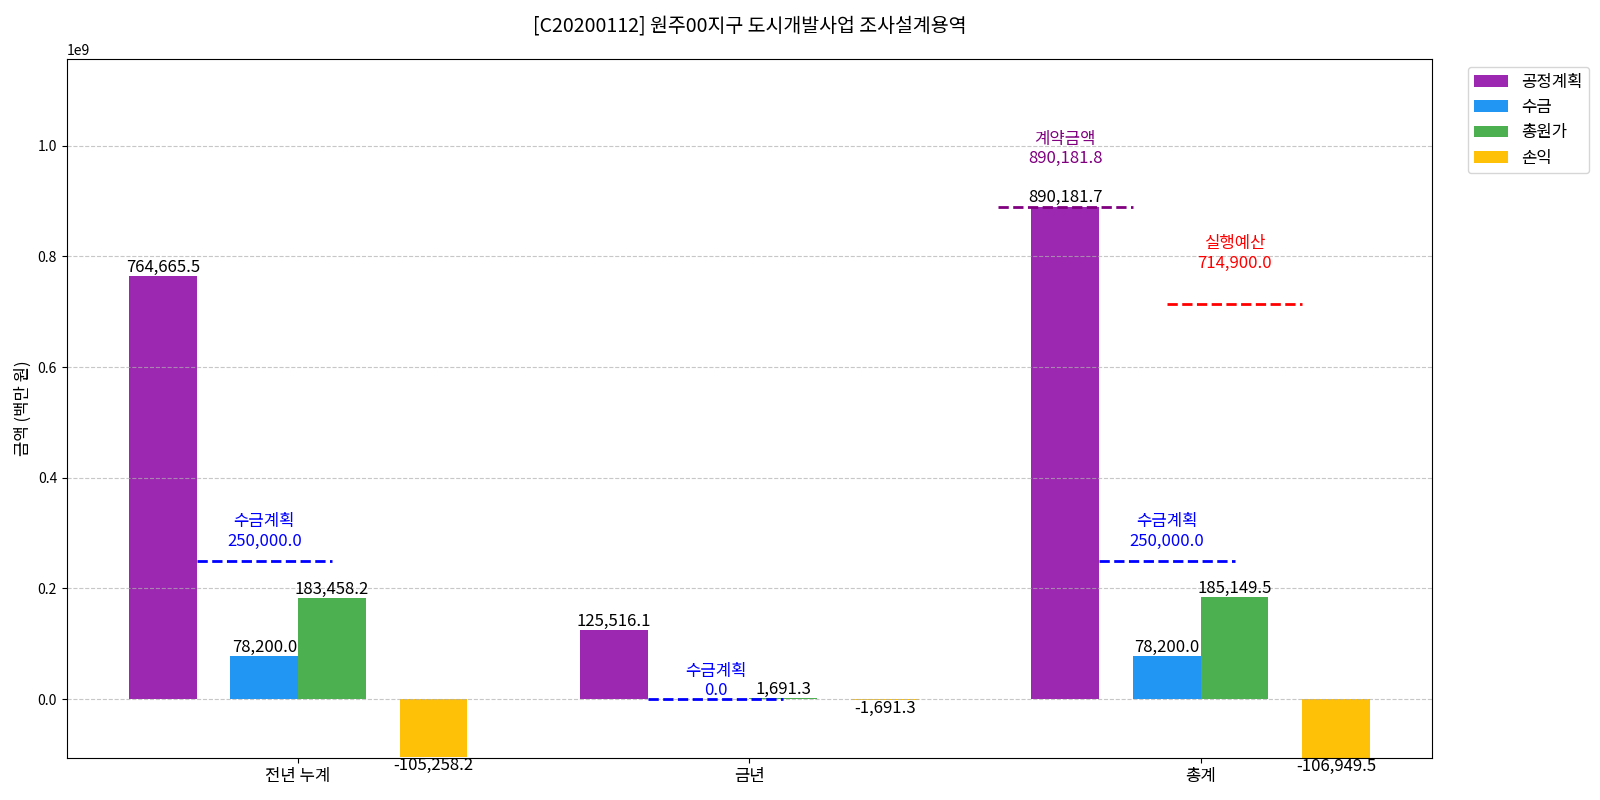 [C20200112] 원주00지구 도시개발사업 조사설계용역
1e9
공정계획
수금
총원가
손익
금액 (백만 원)
1.0
0.8
0.6
0.4
0.2
0.0
764,665.5
수금계획
250,000.0
78,200.0
183,458.2
-105,258.2
125,516.1
수금계획
0.0
1,691.3
-1,691.3
계약금액
890,181.8
890,181.7
실행예산
714,900.0
수금계획
250,000.0
78,200.0
185,149.5
-106,949.5
전년 누계
금년
총계